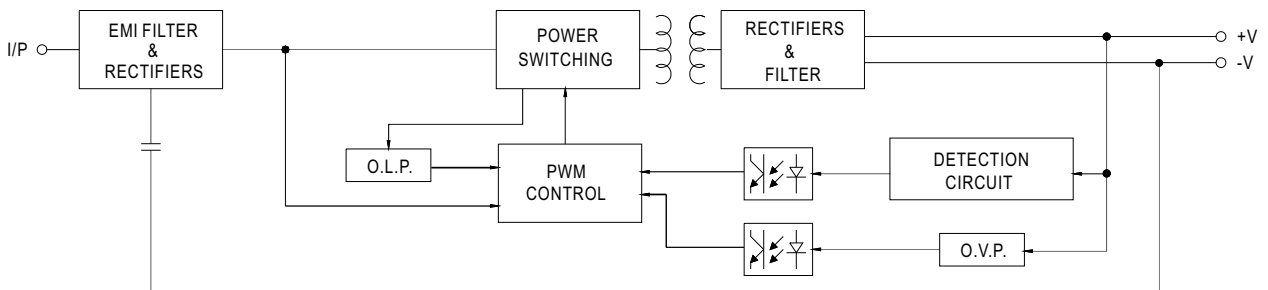 I/P
EMI FILTER
&
RECTIFIERS
POWER
SWITCHING
RECTIFIERS
&
FILTER
+V
-V
O.L.P.
PWM
CONTROL
DETECTION
CIRCUIT
O.V.P.